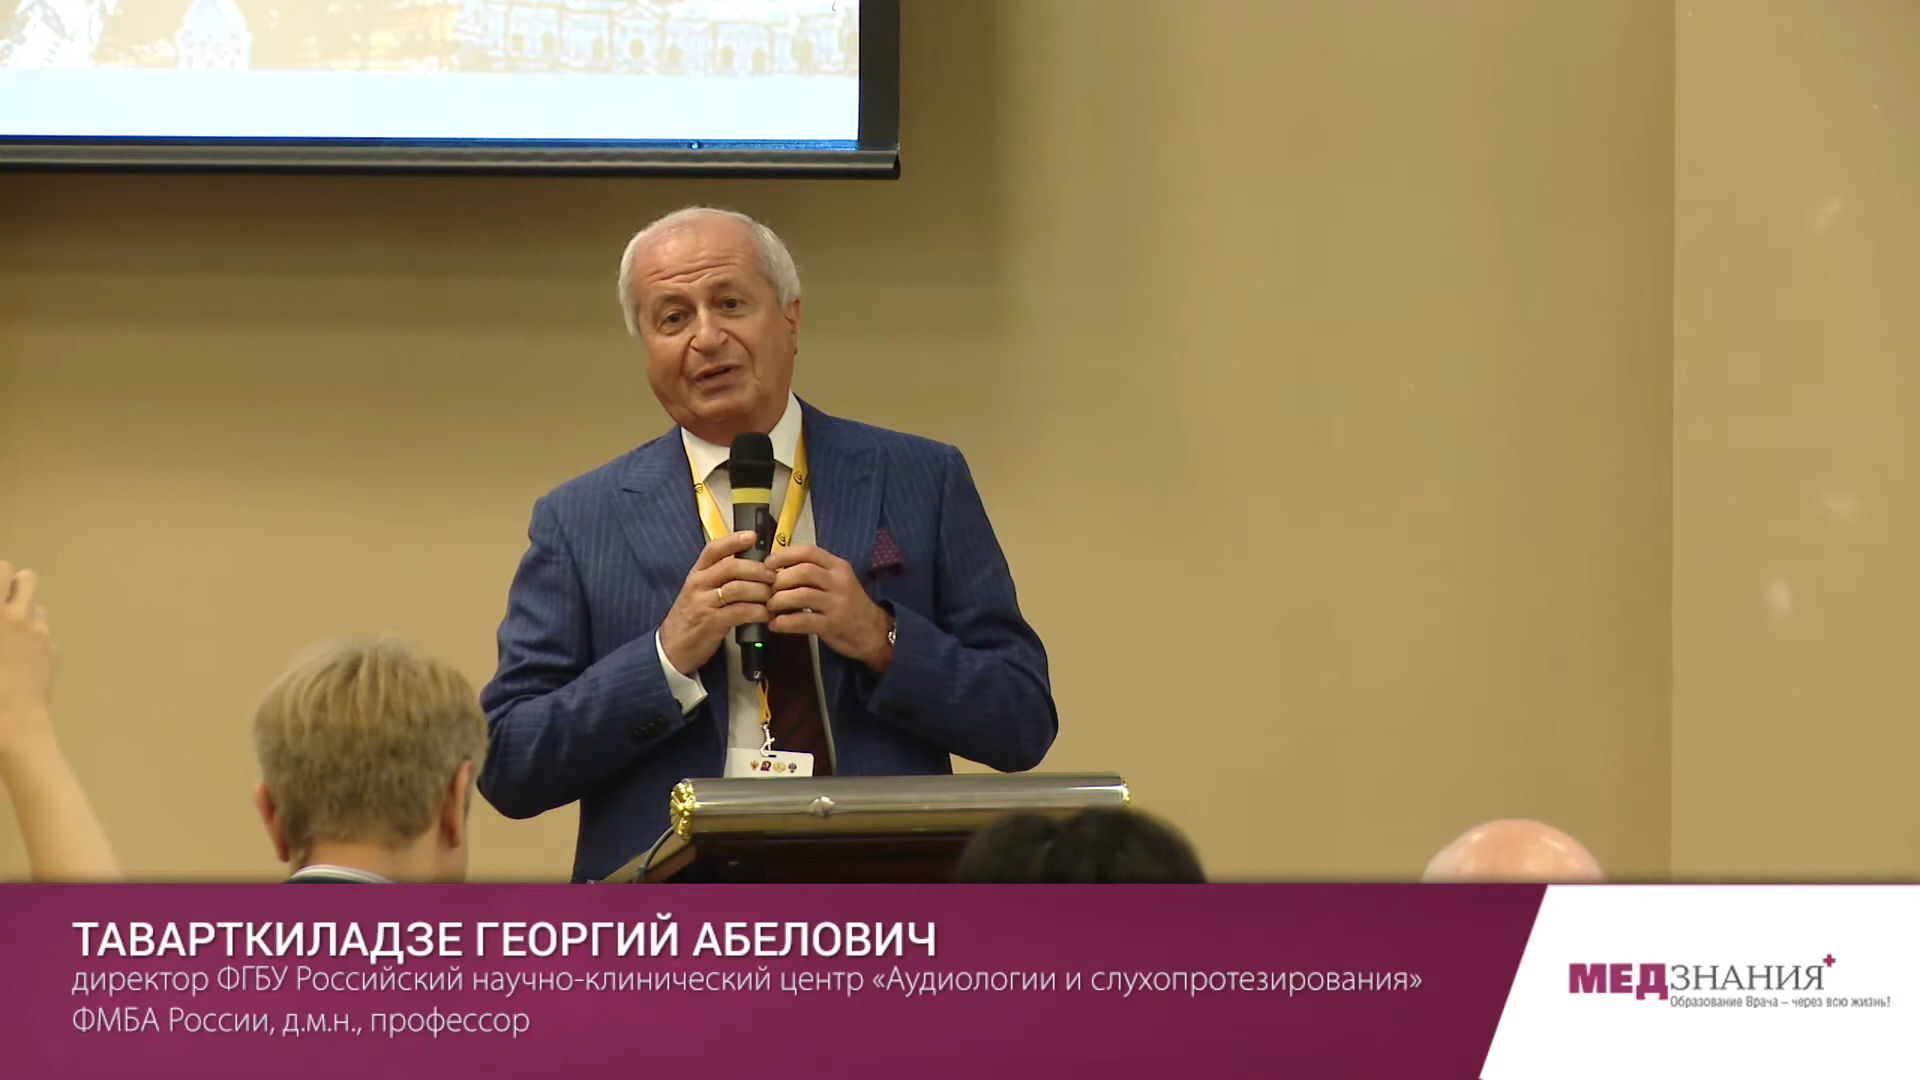 ТАВАРТКИЛАДЗЕ ГЕОРГИЙ АБЕЛОВИЧ
директор ФГБУ Российский научно-клинический центр «Аудиологии и слухопротезирования»
ФМБА России, д.м.н., профессор
МЕДЗНАНИЯ+
Образование Врача – через всю жизнь!